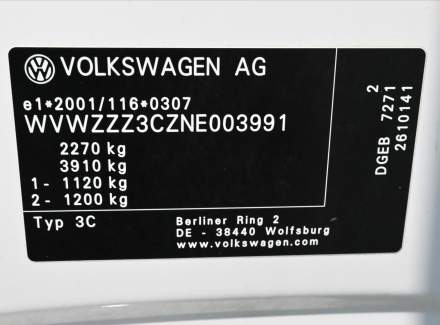 VOLKSWAGEN AG
e1*2001/116*0307
WVWZZZ3CZNE003991
2270 kg
3910 kg
1- 1120 kg
2- 1200 kg
Typ 3C
Berliner Ring 2
DE - 38440 Wolfsburg
www.volkswagen.com
2
DGEB 7271
2610141